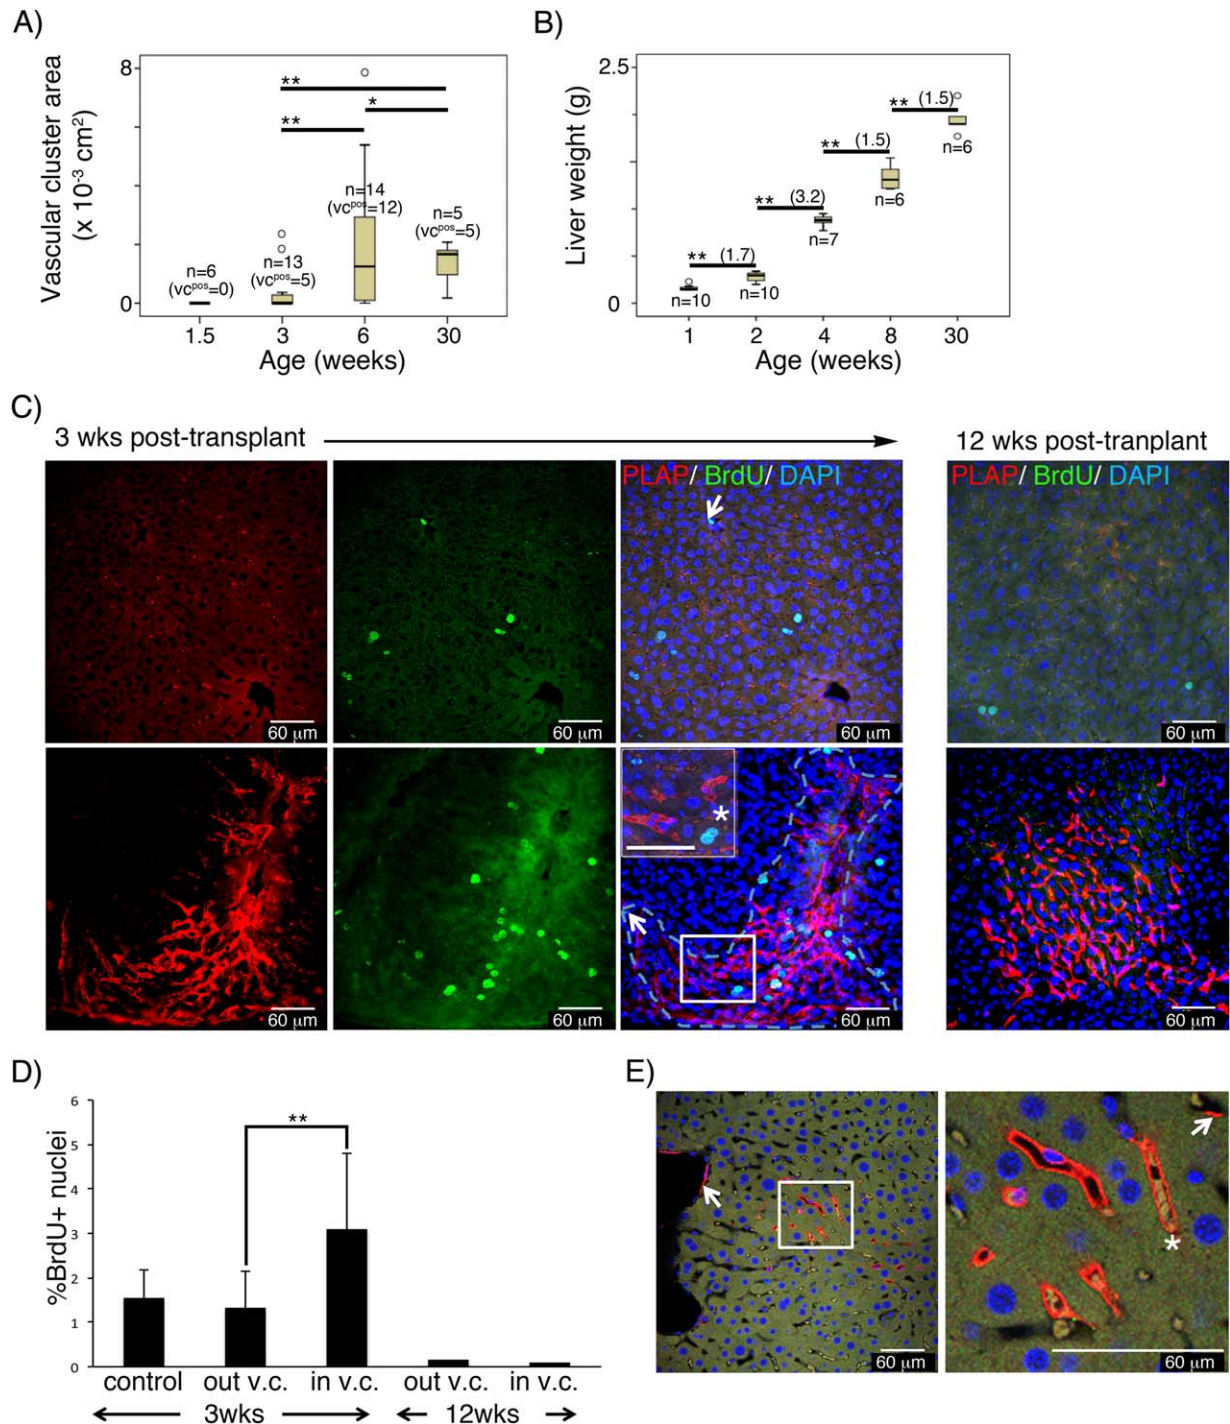 A)
Vascular cluster area
(x 10⁻³ cm²)
8
0
**
*
**
n=6
(vcᵖᵒˢ=0)
n=13
(vcᵖᵒˢ=5)
n=14
(vcᵖᵒˢ=12)
n=5
(vcᵖᵒˢ=5)
1.5 3 6 30
Age (weeks)
B)
Liver weight (g)
2.5
0
** (1.7)
** (3.2)
** (1.5)
** (1.5)
n=10
n=10
n=7
n=6
n=6
1 2 4 8 30
Age (weeks)
C)
3 wks post-transplant
12 wks post-tranplant
PLAP/ BrdU/ DAPI
PLAP/ BrdU/ DAPI
60 μm
60 μm
60 μm
60 μm
*
60 μm
60 μm
60 μm
60 μm
D)
%BrdU+ nuclei
6
5
4
3
2
1
0
**
control out v.c. in v.c. out v.c. in v.c.
3wks 12wks
E)
60 μm
*
60 μm